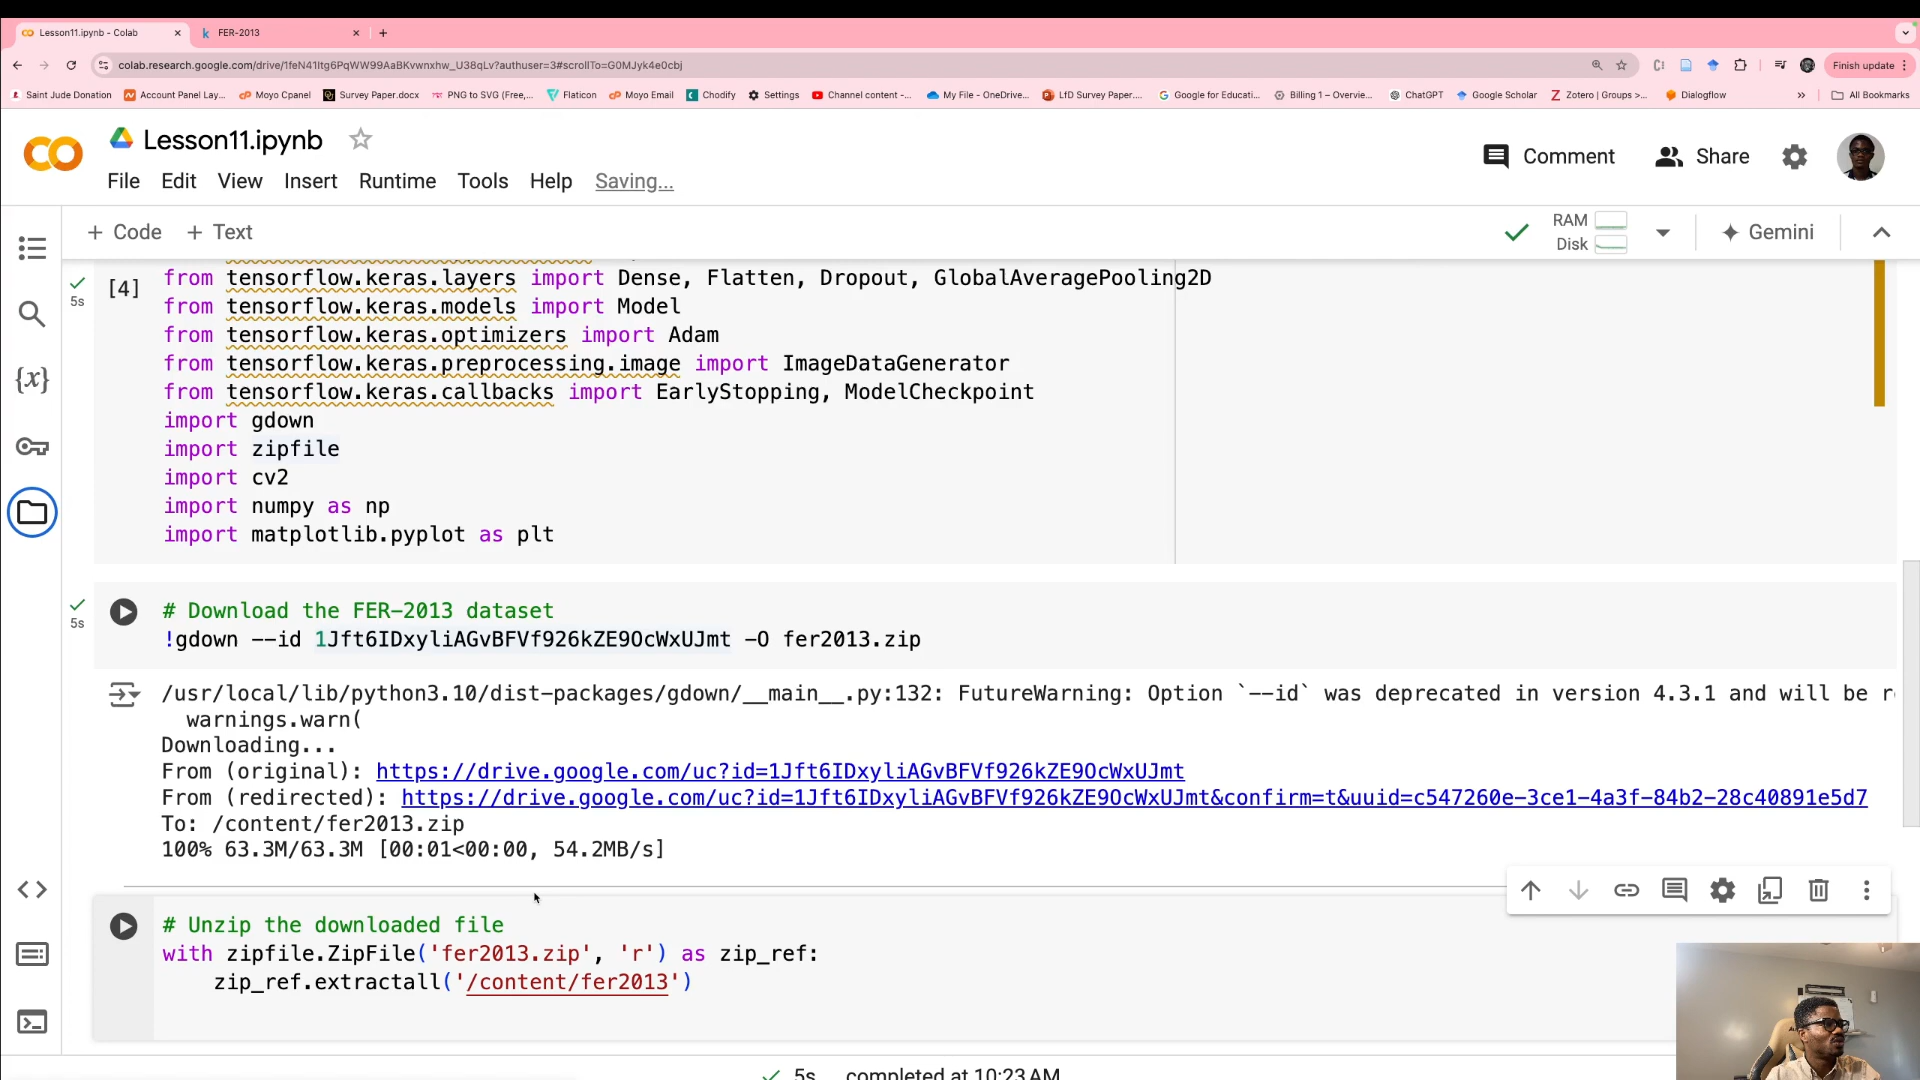 Lesson11.ipynb - Colab
FER-2013
colab.research.google.com/drive/1feN41Itg6PqWW99AaBKvwnxhw_U38qLv?authuser=3#scrollTo=G0MJyk4e0cbj
Finish update
Saint Jude Donation
Account Panel Lay...
Moyo Cpanel
Survey Paper.docx
PNG to SVG (Free,...
Flaticon
Moyo Email
Chodify
Settings
Channel content -...
My File - OneDrive...
LfD Survey Paper....
Google for Educati...
Billing 1 – Overvie...
ChatGPT
Google Scholar
Zotero | Groups >...
Dialogflow
»
All Bookmarks
Lesson11.ipynb
Comment
Share
File Edit View Insert Runtime Tools Help Saving...
+ Code + Text
RAM
Disk
Gemini
[4]
5s
from tensorflow.keras.layers import Dense, Flatten, Dropout, GlobalAveragePooling2D
from tensorflow.keras.models import Model
from tensorflow.keras.optimizers import Adam
from tensorflow.keras.preprocessing.image import ImageDataGenerator
from tensorflow.keras.callbacks import EarlyStopping, ModelCheckpoint
import gdown
import zipfile
import cv2
import numpy as np
import matplotlib.pyplot as plt
5s
# Download the FER-2013 dataset
!gdown --id 1Jft6IDxyliAGvBFVf926kZE9OcWxUJmt -O fer2013.zip
/usr/local/lib/python3.10/dist-packages/gdown/__main__.py:132: FutureWarning: Option `--id` was deprecated in version 4.3.1 and will be
warnings.warn(
Downloading...
From (original): https://drive.google.com/uc?id=1Jft6IDxyliAGvBFVf926kZE9OcWxUJmt
From (redirected): https://drive.google.com/uc?id=1Jft6IDxyliAGvBFVf926kZE9OcWxUJmt&confirm=t&uuid=c547260e-3ce1-4a3f-84b2-28c40891e5d7
To: /content/fer2013.zip
100% 63.3M/63.3M [00:01<00:00, 54.2MB/s]
# Unzip the downloaded file
with zipfile.ZipFile('fer2013.zip', 'r') as zip_ref:
zip_ref.extractall('/content/fer2013')
5s completed at 10:23 AM